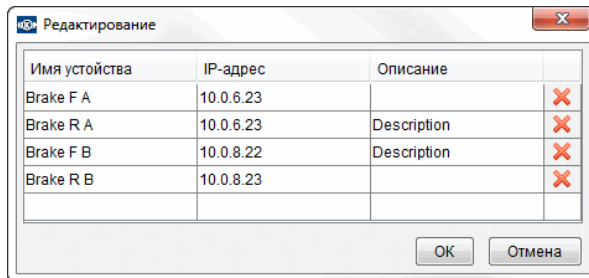 Редактирование
Имя устойства IP-адрес Описание
Brake F A 10.0.6.23
Brake R A 10.0.6.23 Description
Brake F B 10.0.8.22 Description
Brake R B 10.0.8.23
ОК Отмена